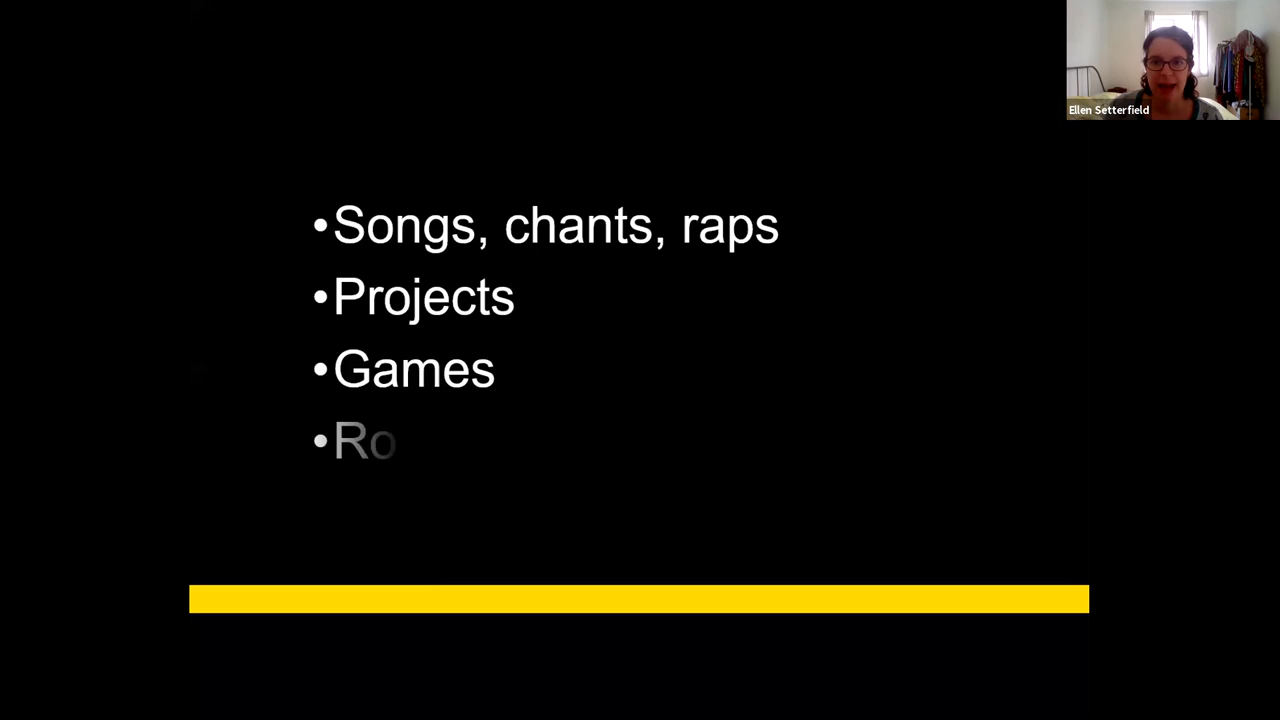 Ellen Setterfield
•Songs, chants, raps
•Projects
•Games
•Ro